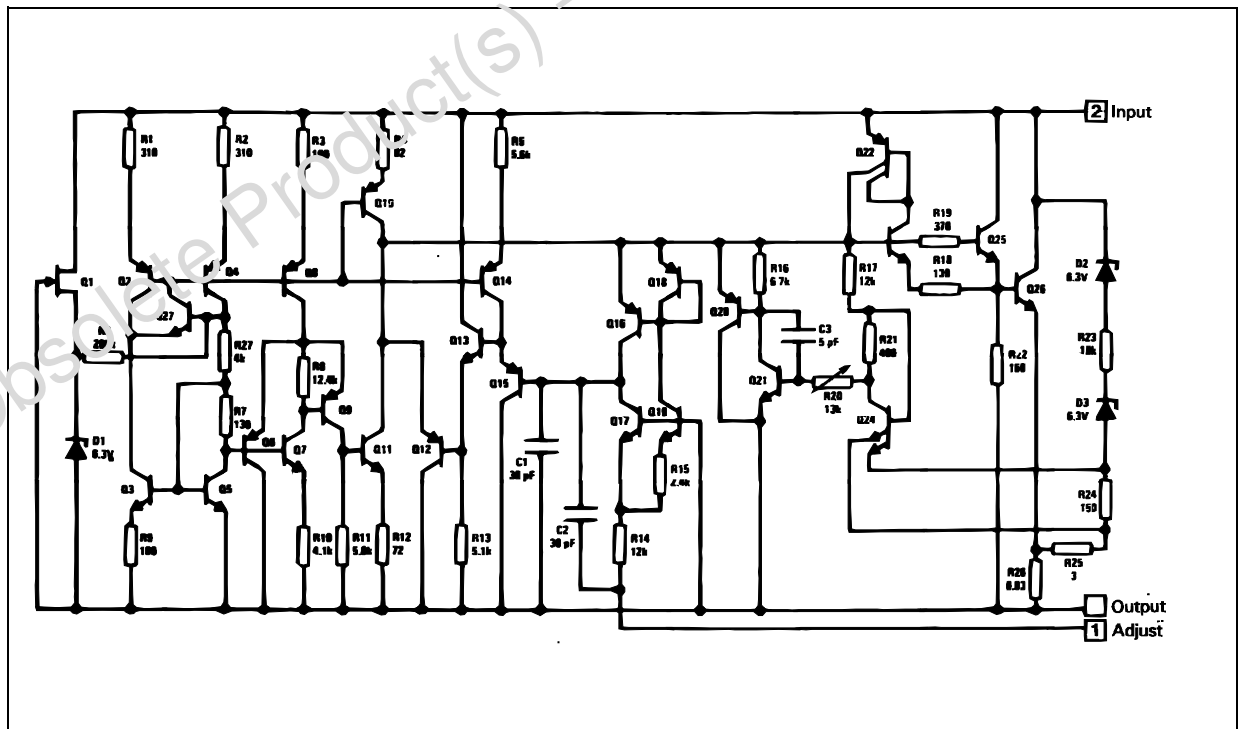 Obsolete Product(s)
2 Input
R1
310
R2
310
R3
R5
5.6k
Q22
Q10
R19
370
Q25
R18
130
R16
6.7k
R17
12k
D2
6.3V
Q1
Q2
Q4
Q8
Q14
Q18
Q26
Q27
R27
4k
Q13
Q16
Q20
C3
5 pF
R21
400
R23
18k
R8
12.4k
Q15
Q21
R20
13k
R22
160
D3
6.3V
R7
130
Q9
Q17
Q24
D1
6.3V
Q6
Q7
Q11
Q12
C1
30 pF
R15
2.4k
Q3
Q5
R24
150
R9
180
R10
4.1k
R11
5.8k
R12
72
R13
5.1k
C2
30 pF
R14
12k
R25
3
R26
Output
1 Adjust